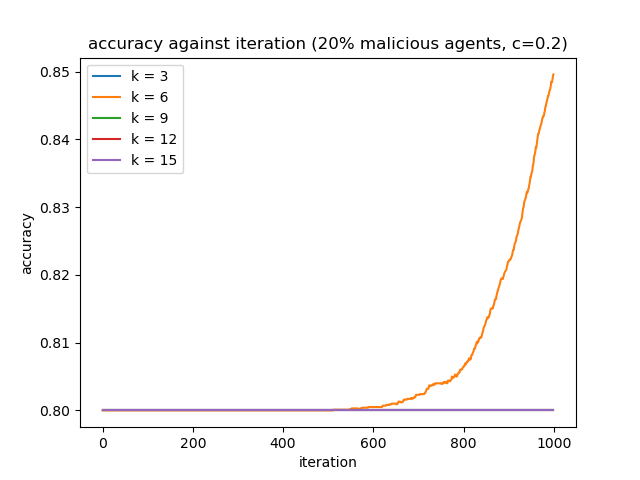 accuracy against iteration (20% malicious agents, c=0.2)
k = 3
k = 6
k = 9
k = 12
k = 15
0.85
0.84
0.83
0.82
0.81
0.80
accuracy
0 200 400 600 800 1000
iteration